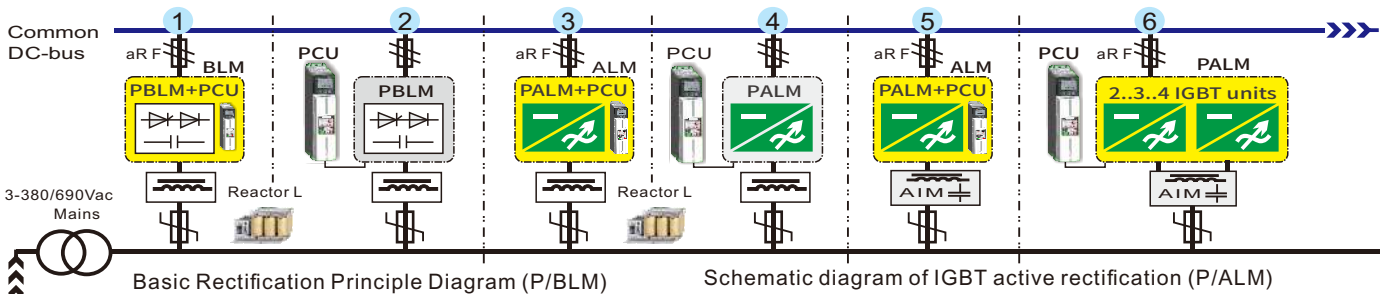 1
2
3
4
5
6
Common
DC-bus
aR F
BLM
PBLM+PCU
PCU
PBLM
aR F
ALM
PALM+PCU
PCU
PALM
aR F
ALM
PALM+PCU
PCU
aR F
PALM
2..3..4 IGBT units
3-380/690Vac
Mains
Reactor L
Reactor L
AIM
AIM
Basic Rectification Principle Diagram (P/BLM)
Schematic diagram of IGBT active rectification (P/ALM)